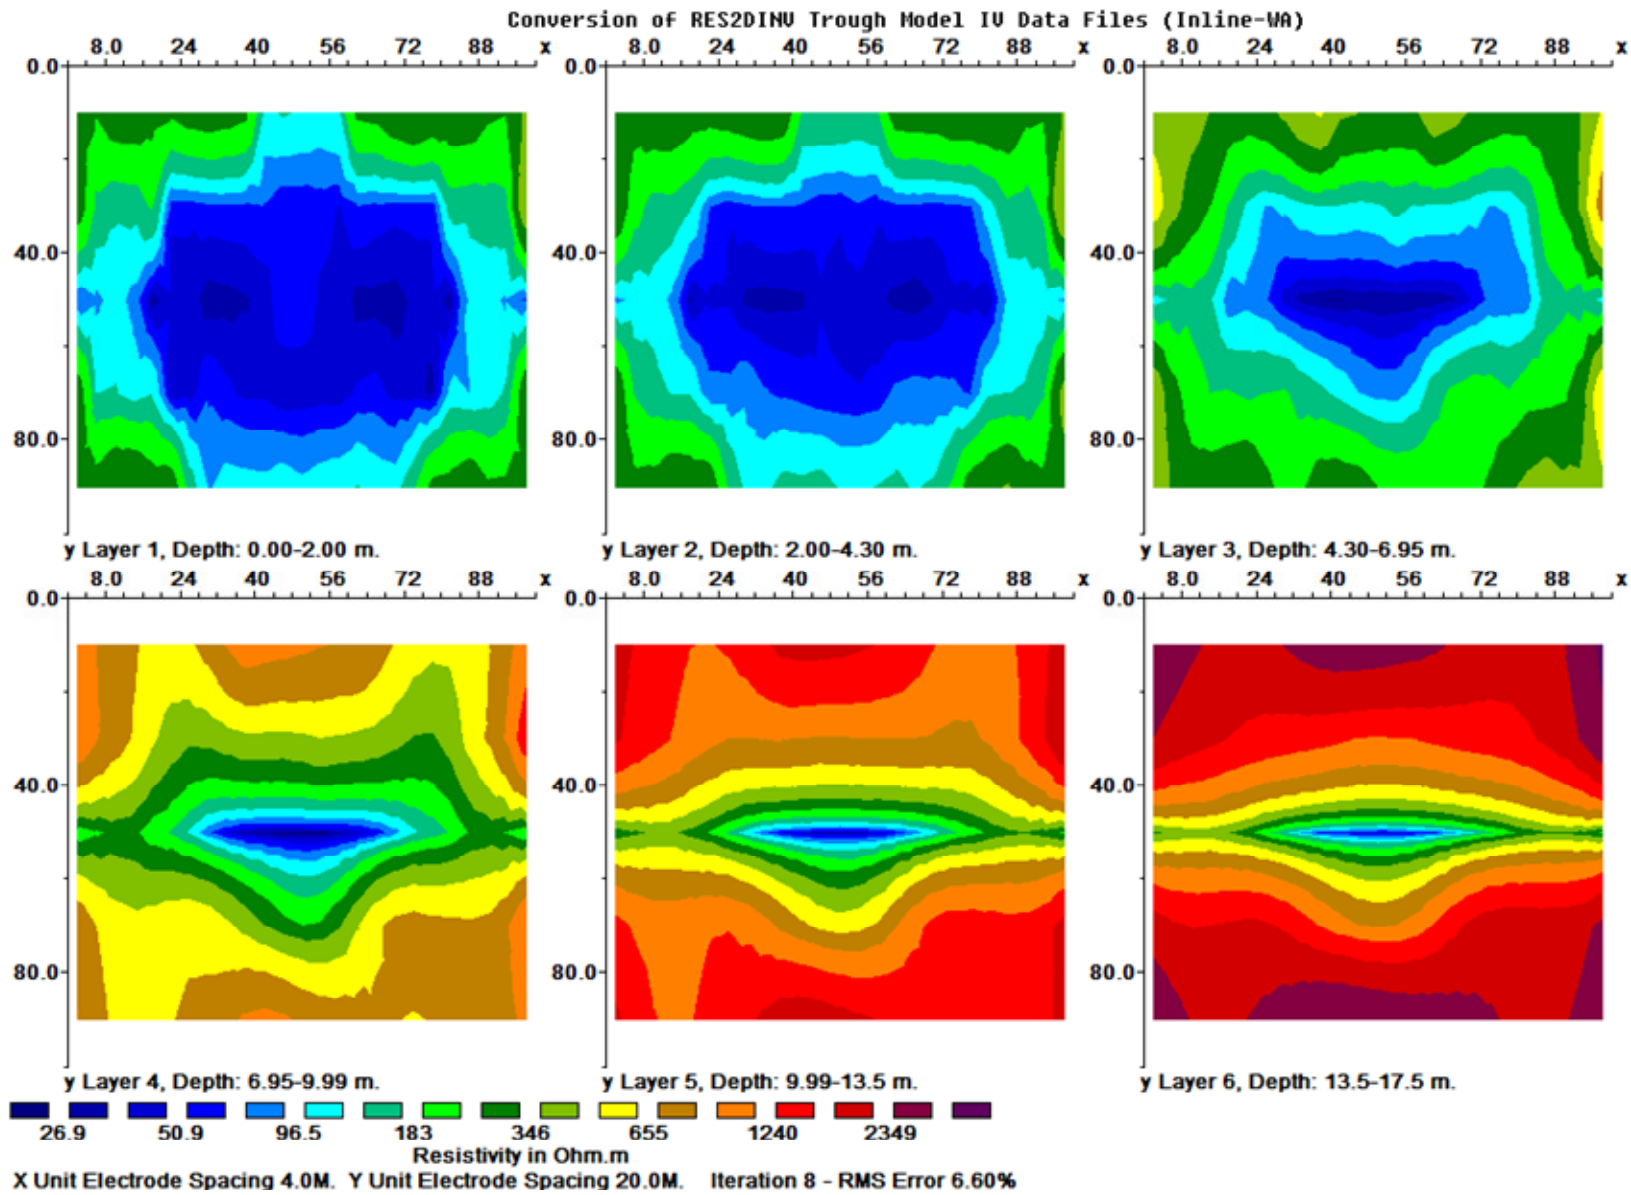 Conversion of RES2DINV Trough Model IV Data Files (Inline-WA)
8.0 24 40 56 72 88 x 8.0 24 40 56 72 88 x 8.0 24 40 56 72 88 x
0.0 0.0 0.0
40.0 40.0 40.0
80.0 80.0 80.0
y Layer 1, Depth: 0.00-2.00 m. y Layer 2, Depth: 2.00-4.30 m. y Layer 3, Depth: 4.30-6.95 m.
8.0 24 40 56 72 88 x 8.0 24 40 56 72 88 x 8.0 24 40 56 72 88 x
0.0 0.0 0.0
40.0 40.0 40.0
80.0 80.0 80.0
y Layer 4, Depth: 6.95-9.99 m. y Layer 5, Depth: 9.99-13.5 m. y Layer 6, Depth: 13.5-17.5 m.
26.9 50.9 96.5 183 346 655 1240 2349
Resistivity in Ohm.m
X Unit Electrode Spacing 4.0M. Y Unit Electrode Spacing 20.0M. Iteration 8 - RMS Error 6.60%